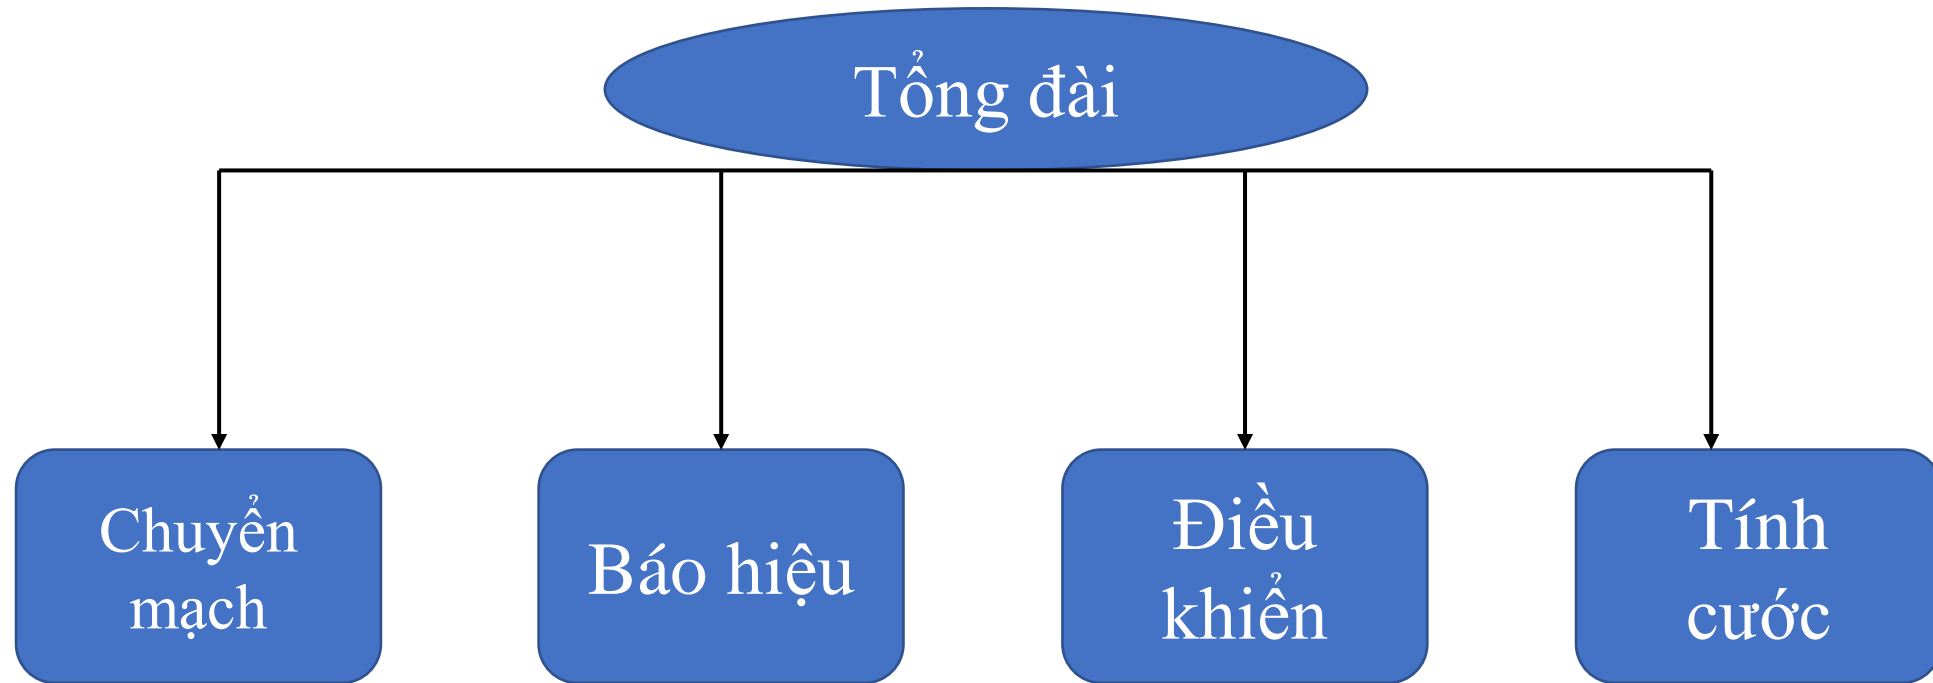 Tổng đài
Chuyển
mạch
Báo hiệu
Điều
khiển
Tính
cước